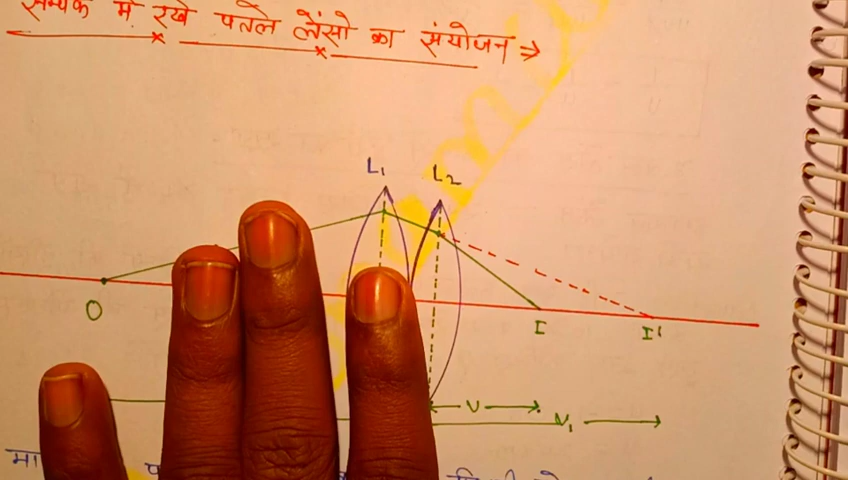 सम्पर्क में रखे पतले लेंसो का संयोजन →
L₁ L₂
O I I'
V
V₁